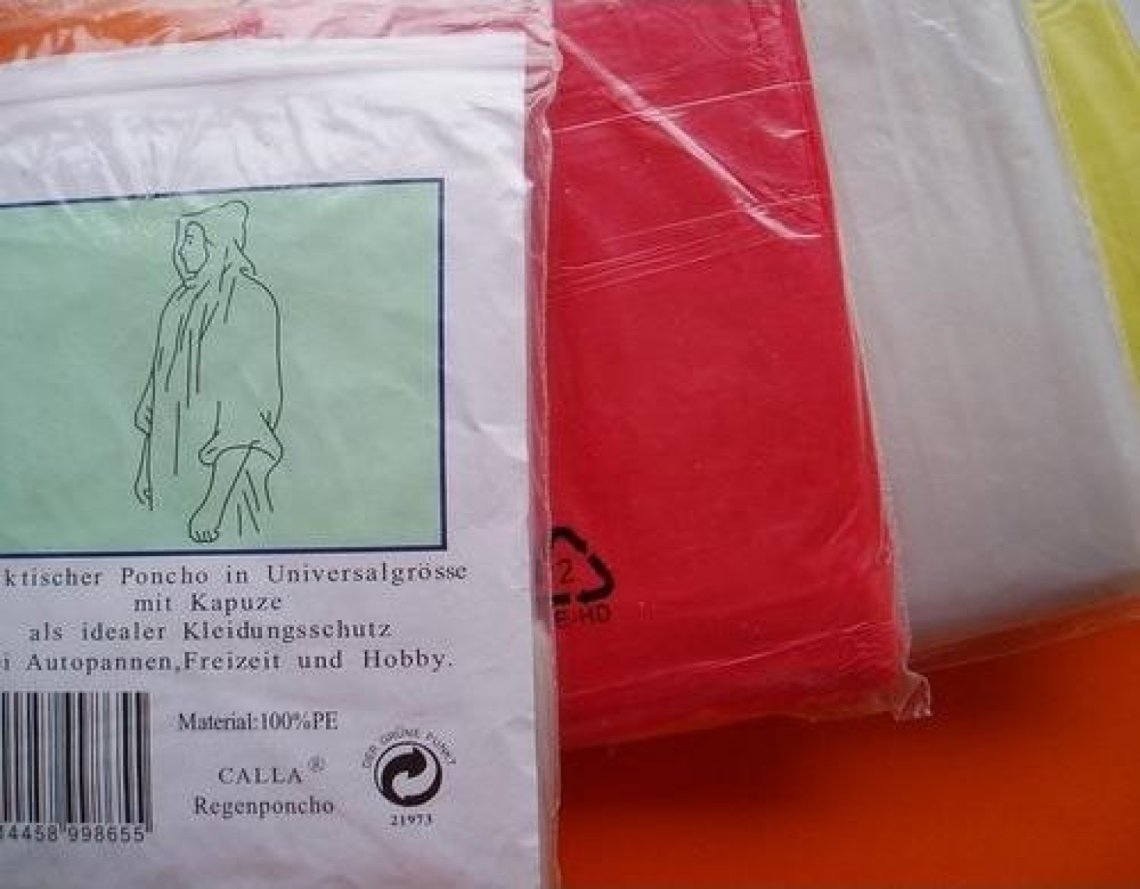 ktischer Poncho in Universalgrösse
mit Kapuze
als idealer Kleidungsschutz
i Autopannen,Freizeit und Hobby.
Material:100%PE
CALLA ®
Regenponcho
DER GRÜNE PUNKT
21973
4458 998655
2
E-HD